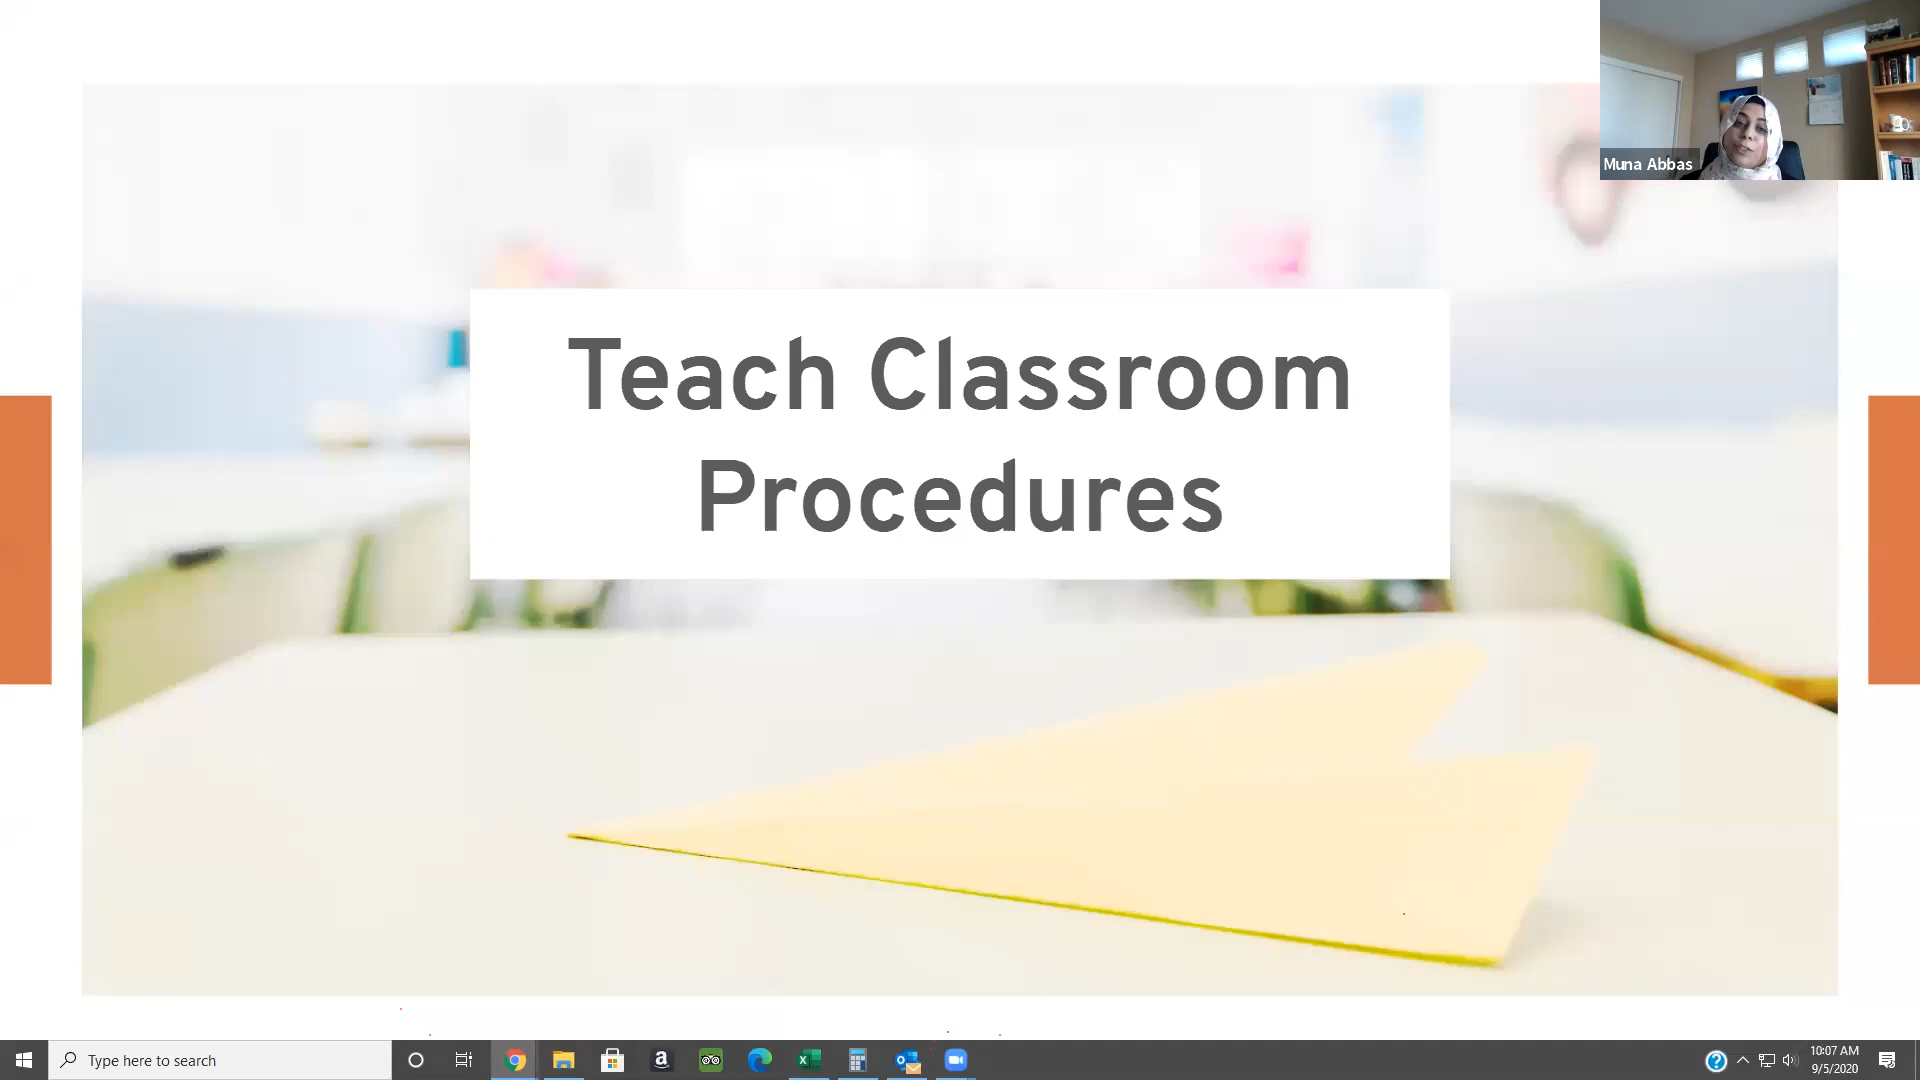 Muna Abbas
Teach Classroom
Procedures
Type here to search
10:07 AM
9/5/2020